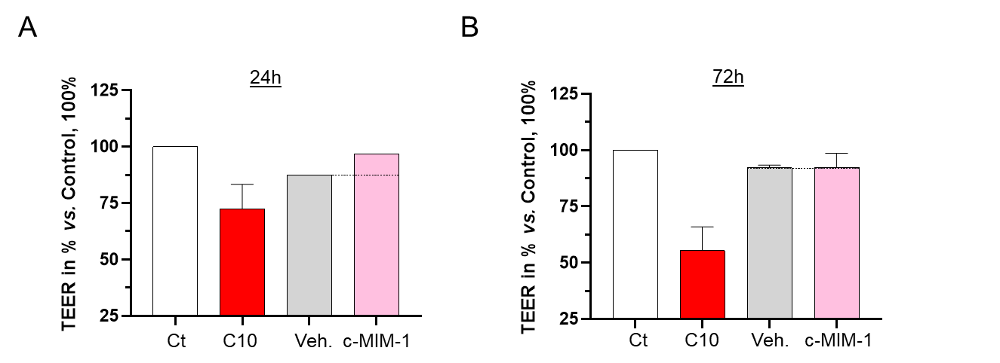 A
24h
TEER in % vs. Control, 100%
125
100
75
50
25
Ct C10 Veh. c-MIM-1
B
72h
TEER in % vs. Control, 100%
125
100
75
50
25
Ct C10 Veh. c-MIM-1